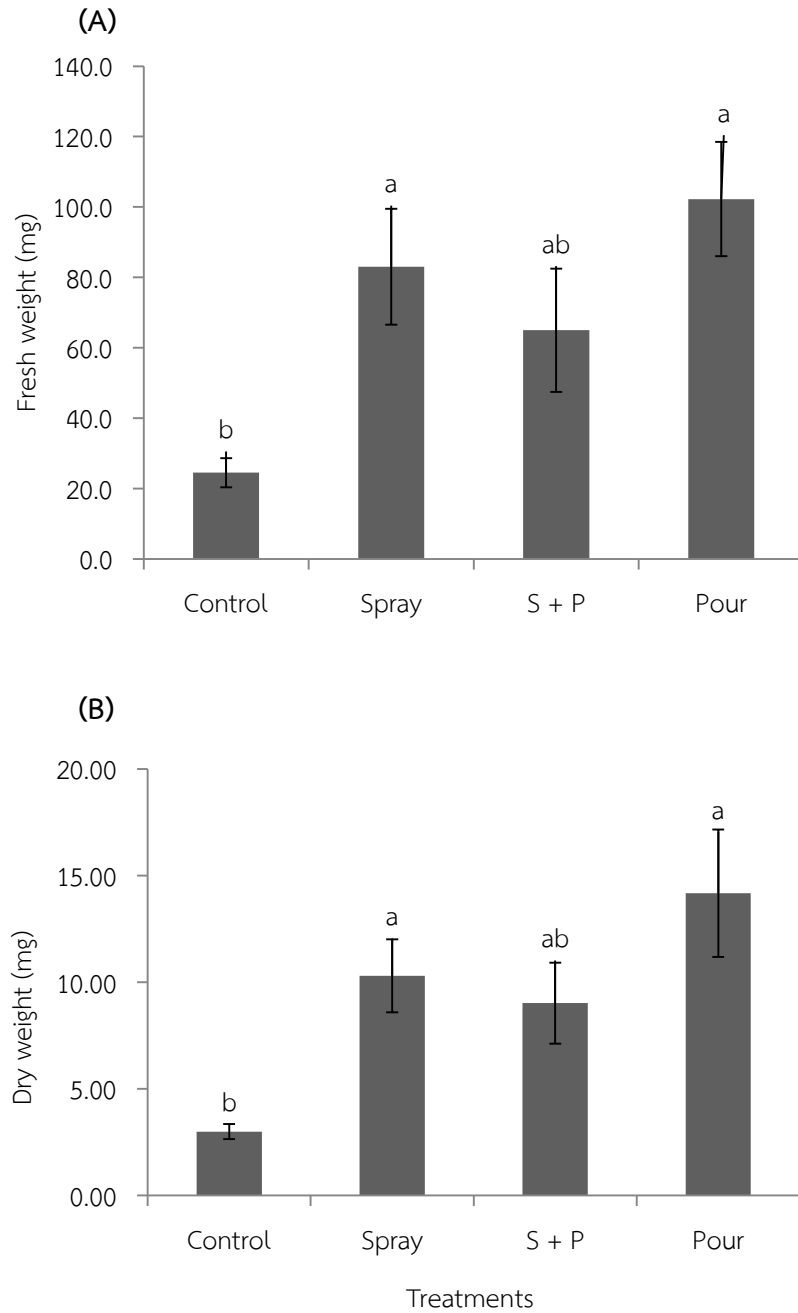 (A)
Fresh weight (mg)
140.0
120.0
100.0
80.0
60.0
40.0
20.0
0.0
b
a
ab
a
Control Spray S + P Pour
(B)
Dry weight (mg)
20.00
15.00
10.00
5.00
0.00
b
a
ab
a
Control Spray S + P Pour
Treatments